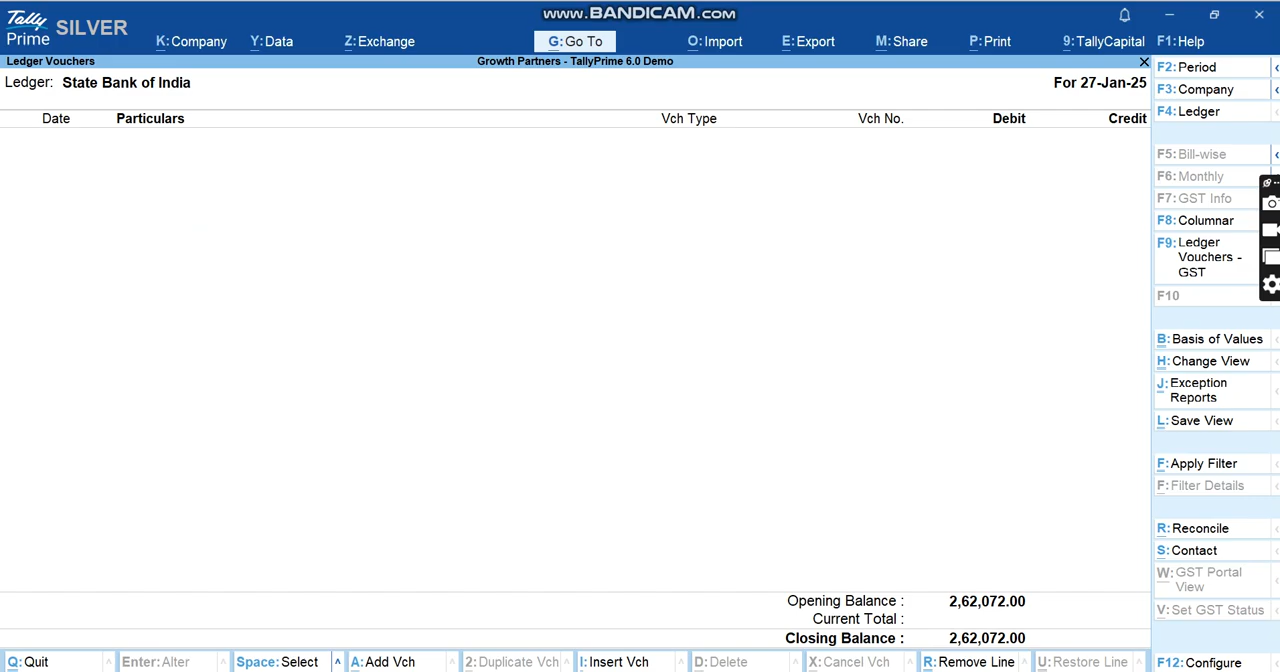 www.BANDICAM.com
Tally
Prime SILVER
K: Company Y: Data Z: Exchange G: Go To O: Import E: Export M: Share P: Print 9: TallyCapital F1: Help
Ledger Vouchers Growth Partners - TallyPrime 6.0 Demo
Ledger: State Bank of India For 27-Jan-25
Date Particulars Vch Type Vch No. Debit Credit
Opening Balance : 2,62,072.00
Current Total :
Closing Balance : 2,62,072.00
F2: Period
F3: Company
F4: Ledger
F5: Bill-wise
F6: Monthly
F7: GST Info
F8: Columnar
F9: Ledger
Vouchers -
GST
F10
B: Basis of Values
H: Change View
J: Exception
Reports
L: Save View
F: Apply Filter
F: Filter Details
R: Reconcile
S: Contact
W: GST Portal
View
V: Set GST Status
Q: Quit Enter: Alter Space: Select A: Add Vch 2: Duplicate Vch I: Insert Vch D: Delete X: Cancel Vch R: Remove Line U: Restore Line F12: Configure